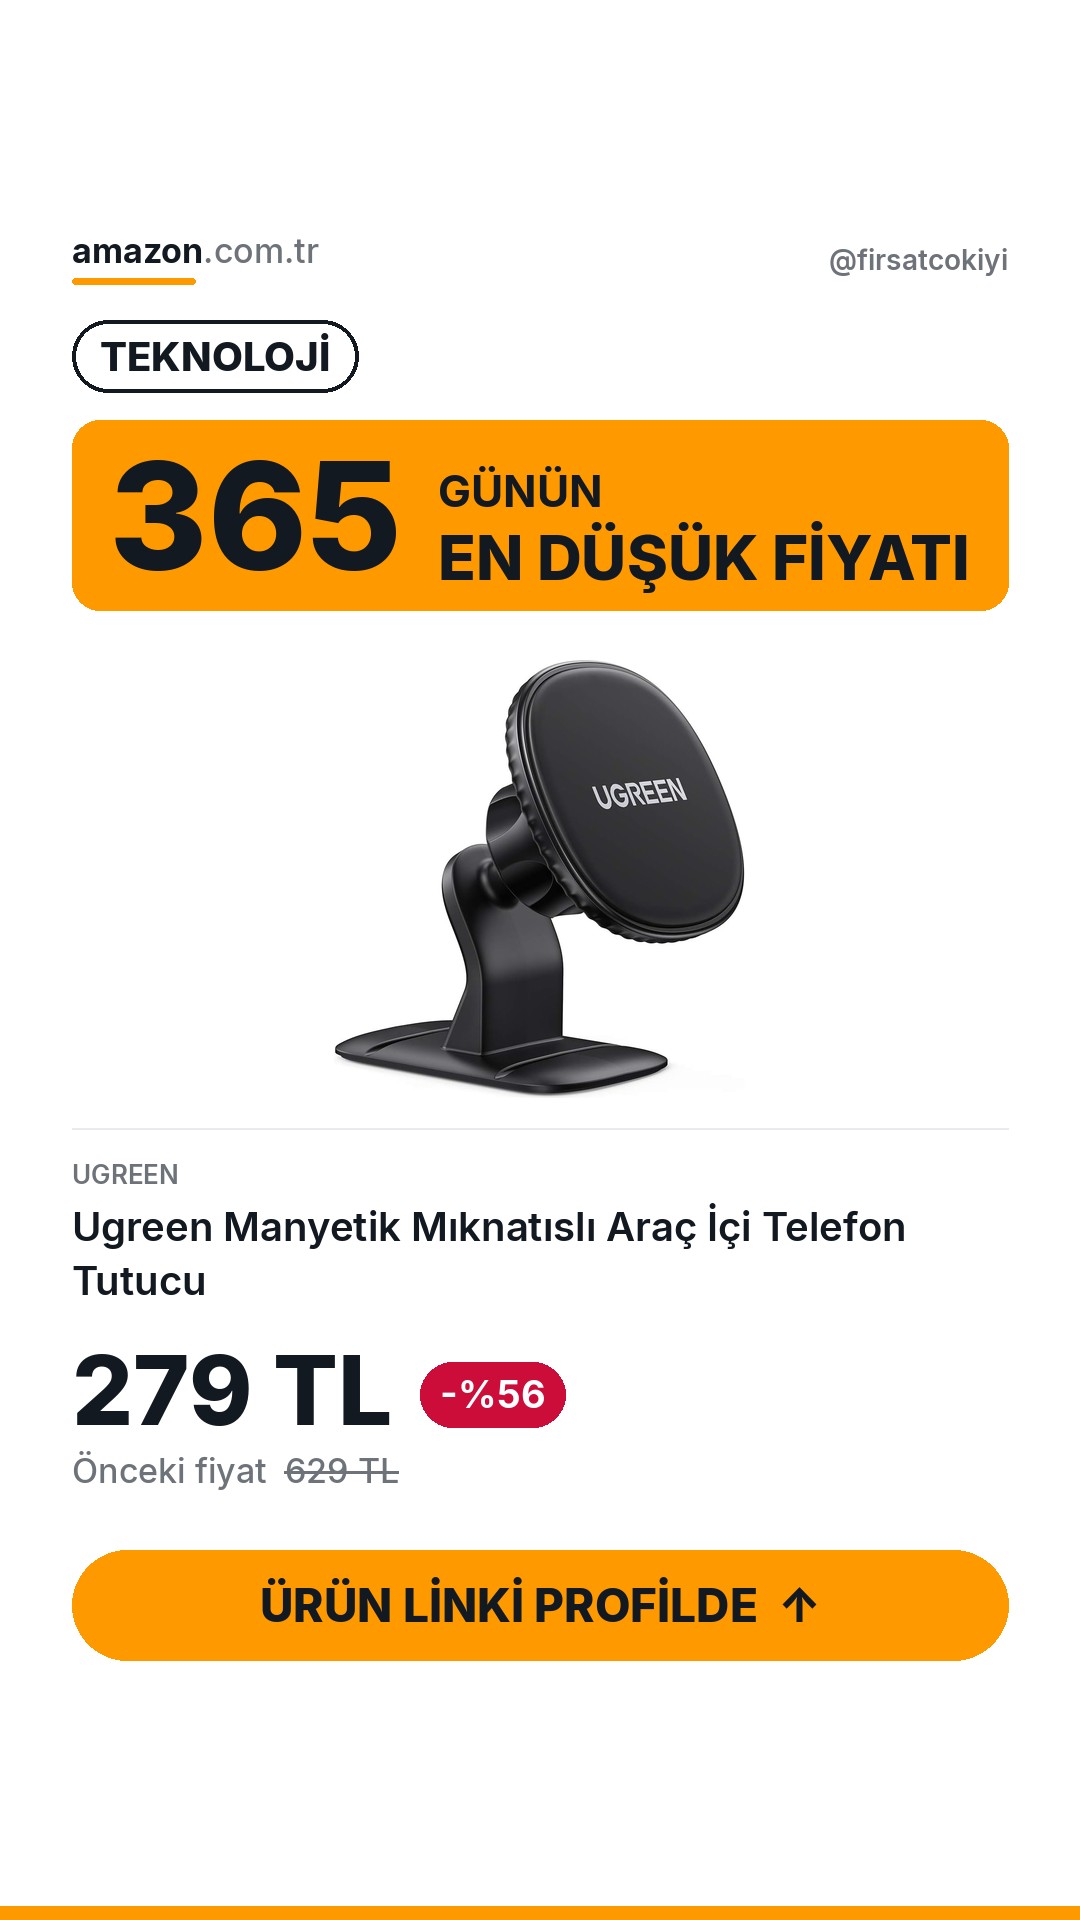 amazon.com.tr
@firsatcokiyi
TEKNOLOJİ
365
GÜNÜN
EN DÜŞÜK FİYATI
UGREEN
UGREEN
Ugreen Manyetik Mıknatıslı Araç İçi Telefon
Tutucu
279 TL -%56
Önceki fiyat 629 TL
ÜRÜN LİNKİ PROFİLDE ↑